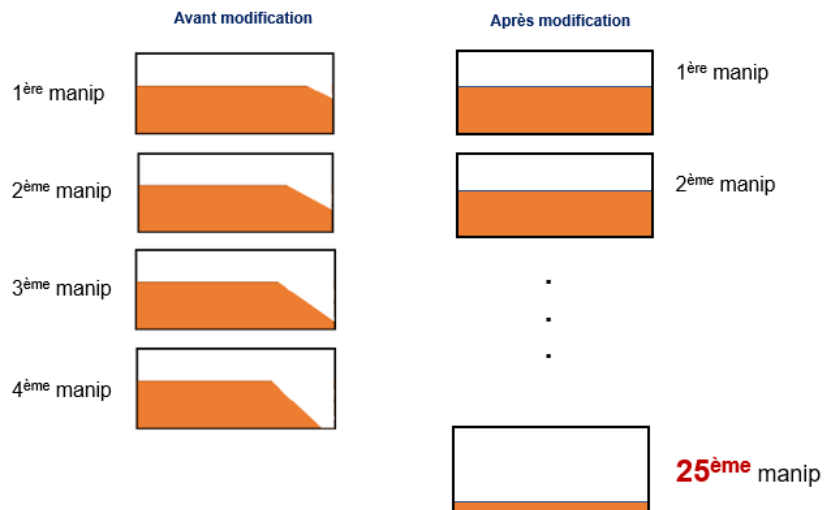 Avant modification
1ère manip
2ème manip
3ème manip
4ème manip
Après modification
1ère manip
2ème manip
25ème manip